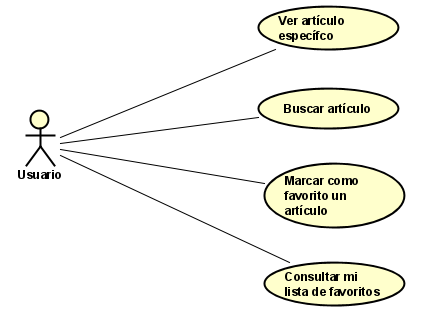 Ver artículo
específco
Buscar artículo
Usuario
Marcar como
favorito un
artículo
Consultar mi
lista de favoritos